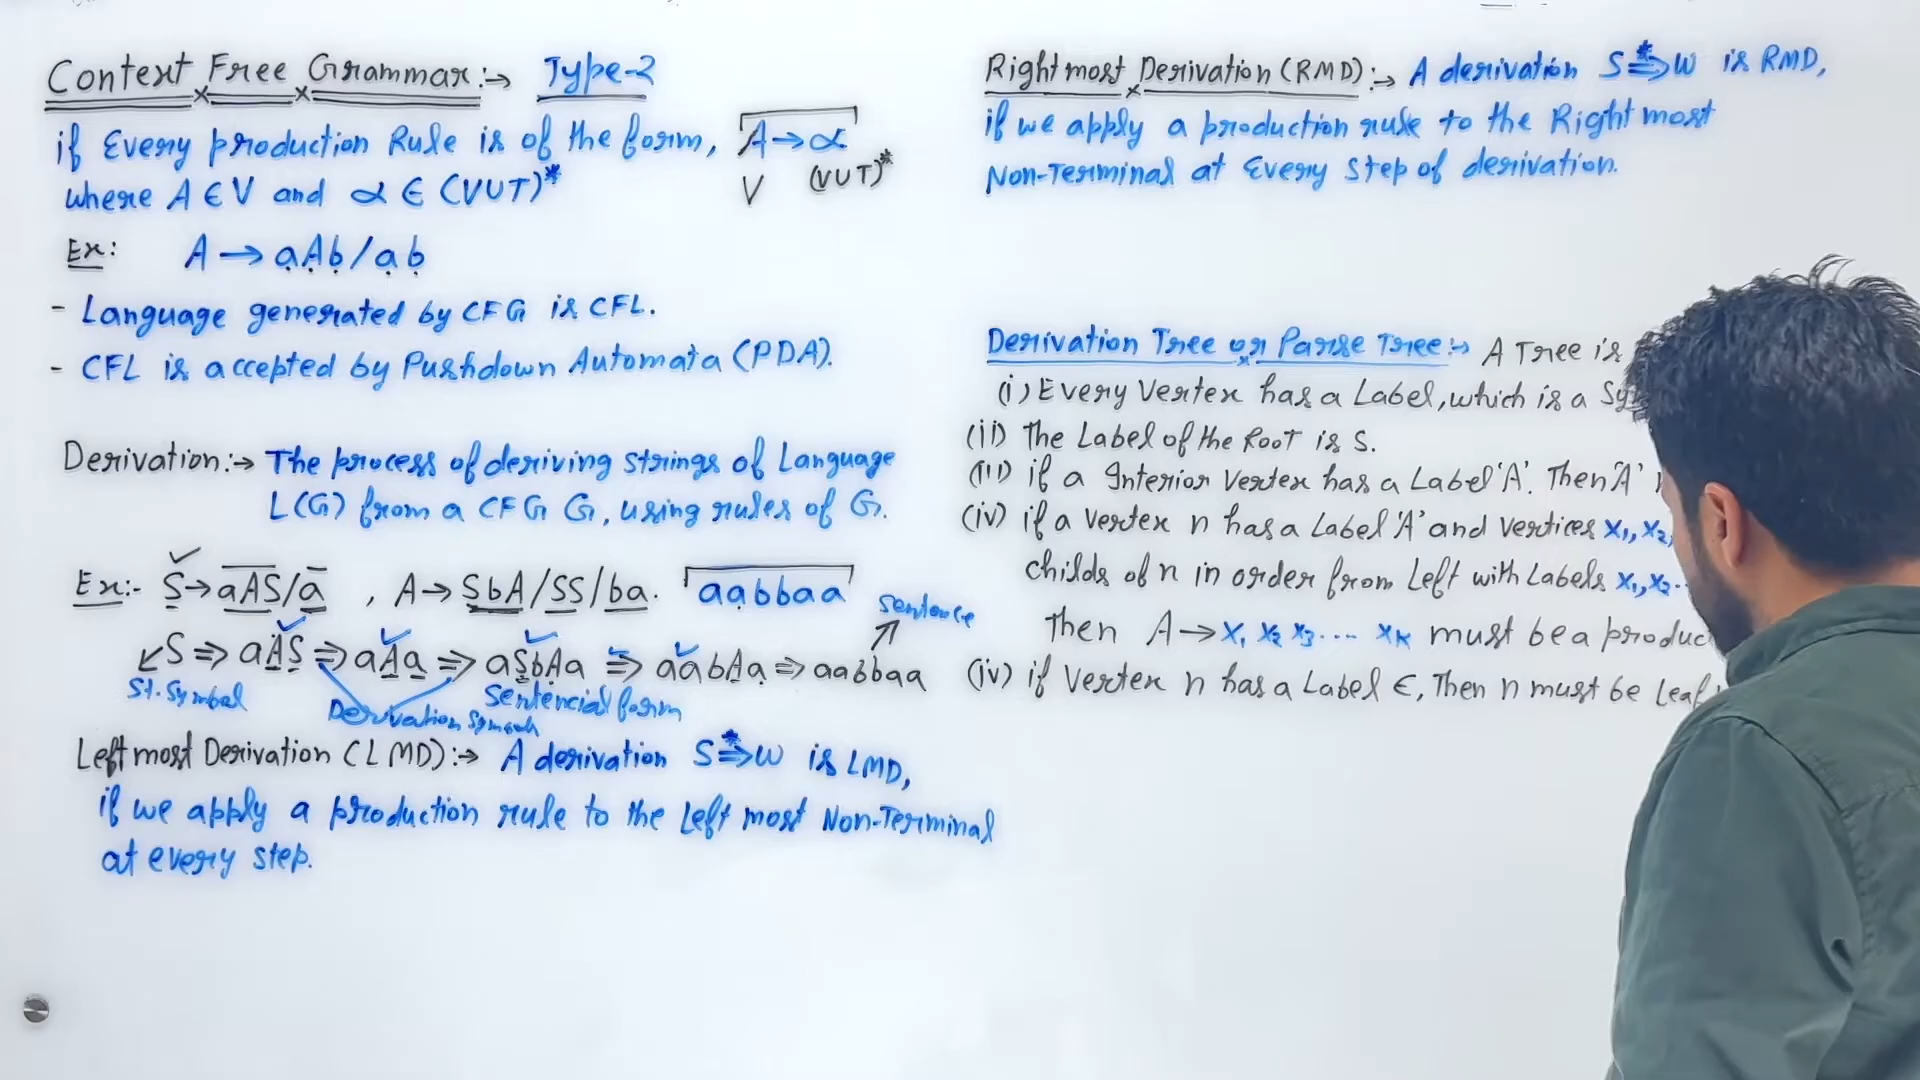 Context Free Grammar:→ Type-2
if Every production Rule is of the form, A→α
where A ∈ V and α ∈ (VUT)* V (VUT)*
Ex: A → aAb/ab
- Language generated by CFG is CFL.
- CFL is accepted by Pushdown Automata (PDA).
Derivation:→ The process of deriving strings of Language
L(G) from a CFG G, using rules of G.
Ex:- S→aAS/a , A→SbA/SS/ba. aabbaa
Sentence
S⇒aAS⇒aAa⇒aSbAa⇒aabAa⇒aabbaa
St. Symbol Derivation Symbols Sentencial form
Left most Derivation (LMD):→ A derivation S⇒*w is LMD,
if we apply a production rule to the Left most Non-Terminal
at every step.
Right most Derivation (RMD):→ A derivation S⇒*w is RMD,
if we apply a production rule to the Right most
Non-Terminal at Every Step of derivation.
Derivation Tree or Parse Tree:→ A Tree is
(i) Every Vertex has a Label, which is a Sy
(ii) The Label of the Root is S.
(iii) if a Interior Vertex has a Label 'A'. Then 'A'
(iv) if a Vertex n has a Label 'A' and Vertices X1, X2,
childs of n in order from Left with Labels X1, X2..
Then A→X1 X2 X3.... XK must be a produc
(iv) if Vertex n has a Label ∈, Then n must be Leaf